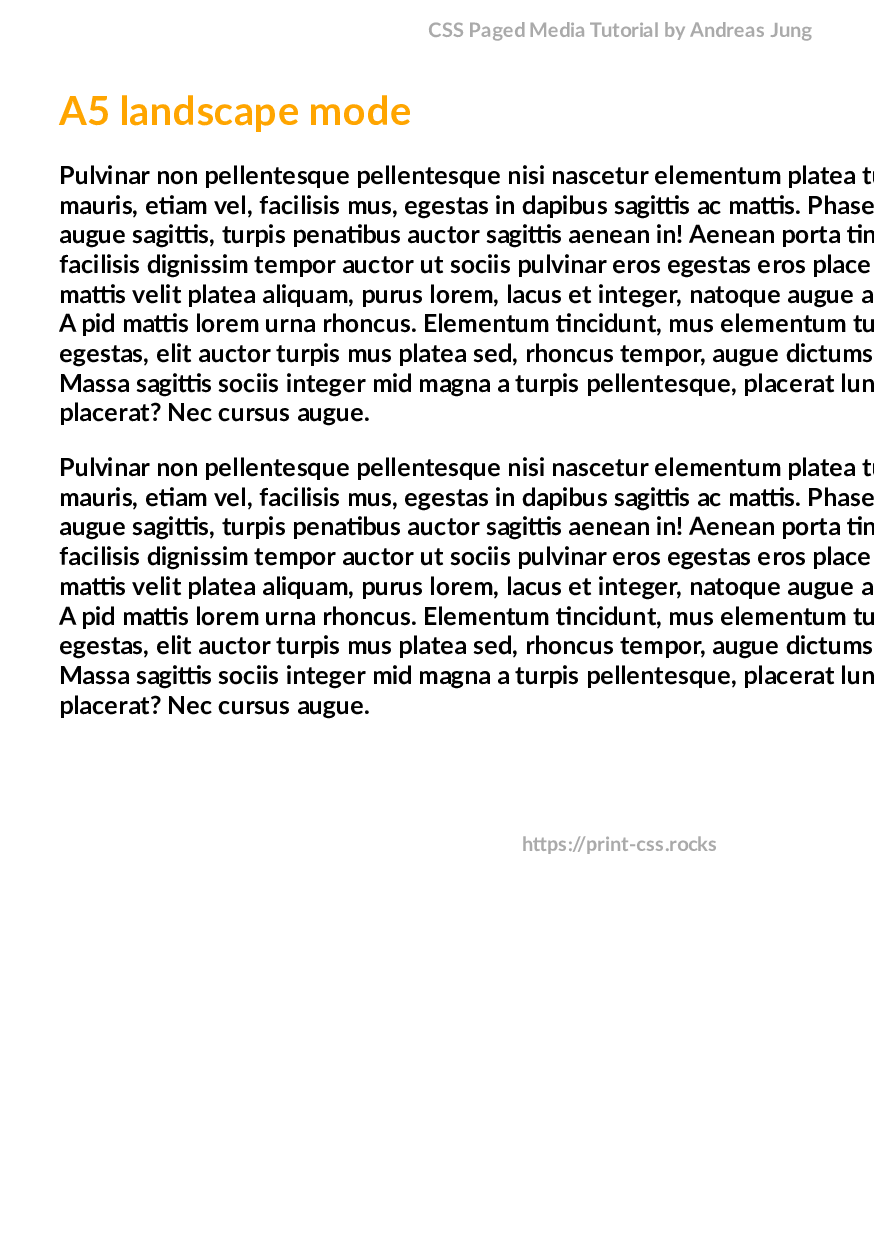 CSS Paged Media Tutorial by Andreas Jung
A5 landscape mode
Pulvinar non pellentesque pellentesque nisi nascetur elementum platea
mauris, etiam vel, facilisis mus, egestas in dapibus sagittis ac mattis. Phase
augue sagittis, turpis penatibus auctor sagittis aenean in! Aenean porta tin
facilisis dignissim tempor auctor ut sociis pulvinar eros egestas eros place
mattis velit platea aliquam, purus lorem, lacus et integer, natoque augue a
A pid mattis lorem urna rhoncus. Elementum tincidunt, mus elementum tu
egestas, elit auctor turpis mus platea sed, rhoncus tempor, augue dictums
Massa sagittis sociis integer mid magna a turpis pellentesque, placerat lun
placerat? Nec cursus augue.
Pulvinar non pellentesque pellentesque nisi nascetur elementum platea
mauris, etiam vel, facilisis mus, egestas in dapibus sagittis ac mattis. Phase
augue sagittis, turpis penatibus auctor sagittis aenean in! Aenean porta tin
facilisis dignissim tempor auctor ut sociis pulvinar eros egestas eros place
mattis velit platea aliquam, purus lorem, lacus et integer, natoque augue a
A pid mattis lorem urna rhoncus. Elementum tincidunt, mus elementum tu
egestas, elit auctor turpis mus platea sed, rhoncus tempor, augue dictums
Massa sagittis sociis integer mid magna a turpis pellentesque, placerat lun
placerat? Nec cursus augue.
https://print-css.rocks